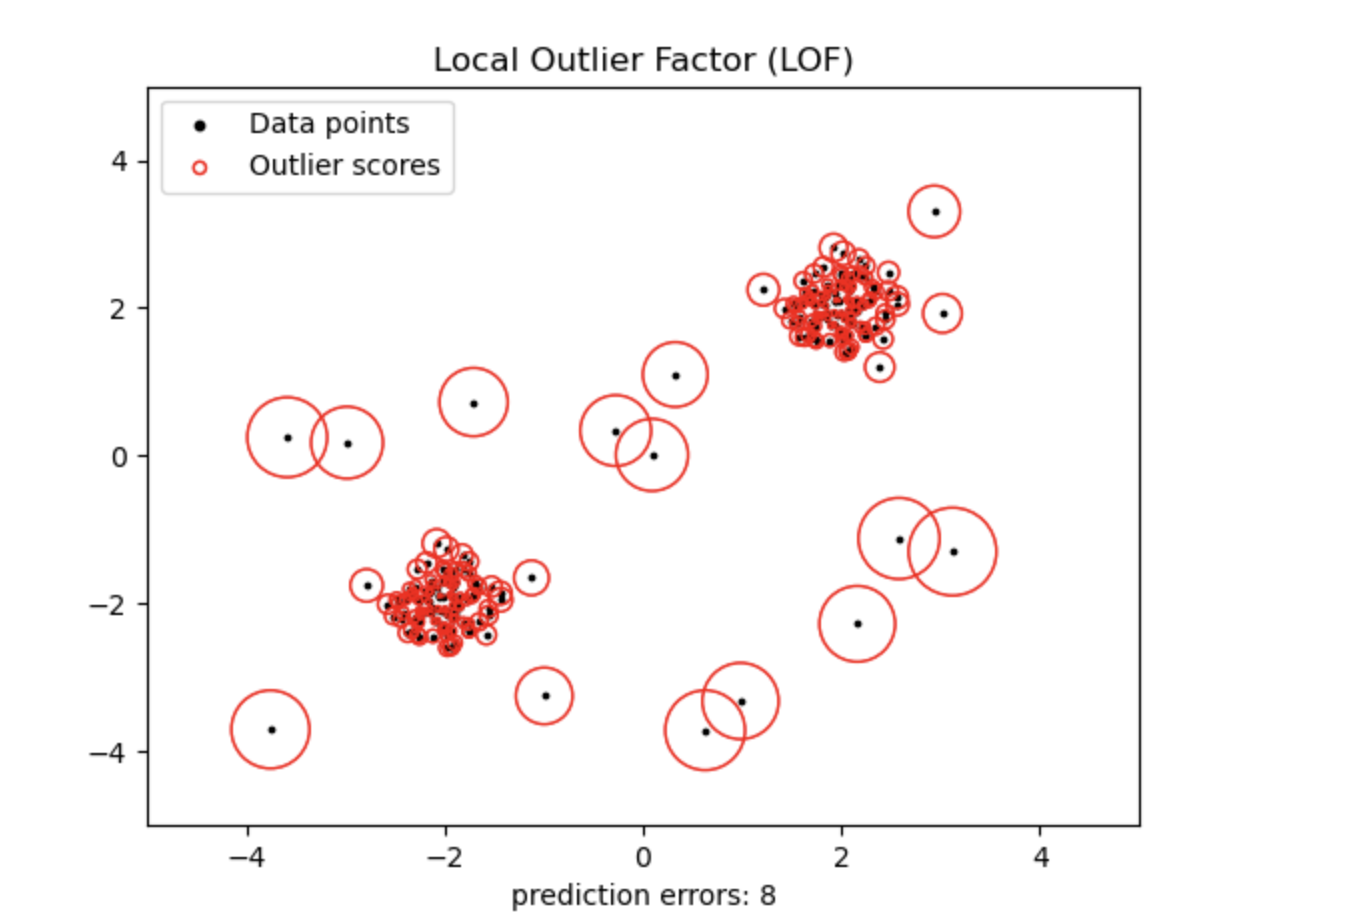 Local Outlier Factor (LOF)
Data points
Outlier scores
4
2
0
−2
−4
−4
−2
0
2
4
prediction errors: 8